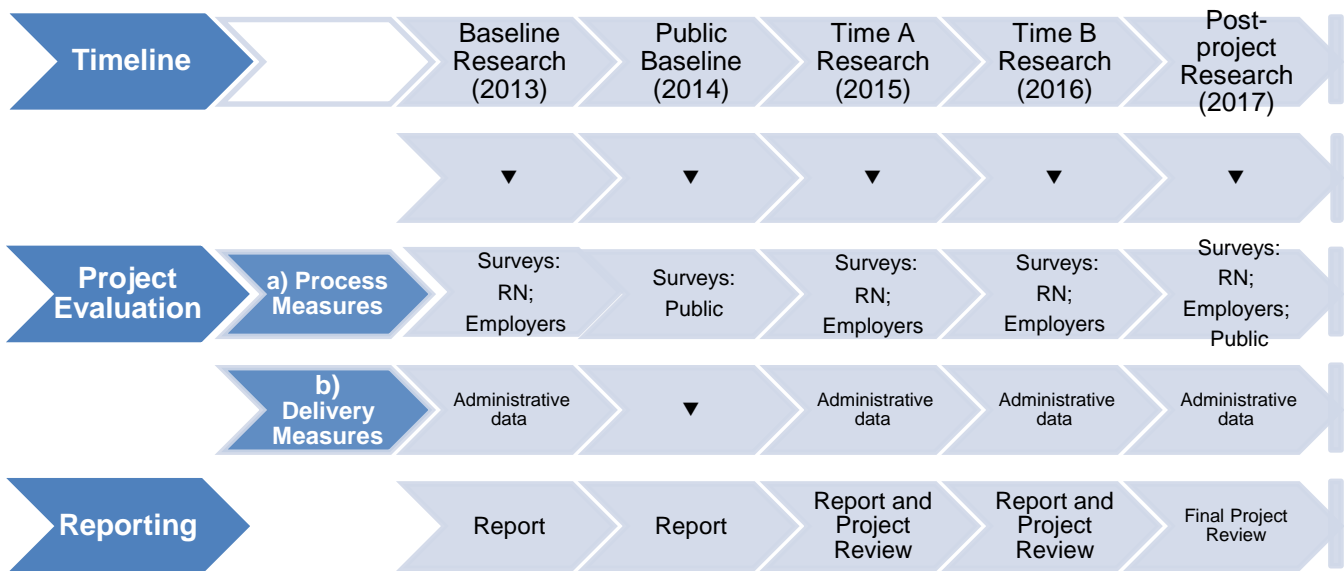 Timeline
Baseline
Research
(2013)
Public
Baseline
(2014)
Time A
Research
(2015)
Time B
Research
(2016)
Post-
project
Research
(2017)
▼
▼
▼
▼
▼
Project
Evaluation
a) Process
Measures
Surveys:
RN;
Employers
Surveys:
Public
Surveys:
RN;
Employers
Surveys:
RN;
Employers
Surveys:
RN;
Employers;
Public
b)
Delivery
Measures
Administrative
data
▼
Administrative
data
Administrative
data
Administrative
data
Reporting
Report
Report
Report and
Project
Review
Report and
Project
Review
Final Project
Review